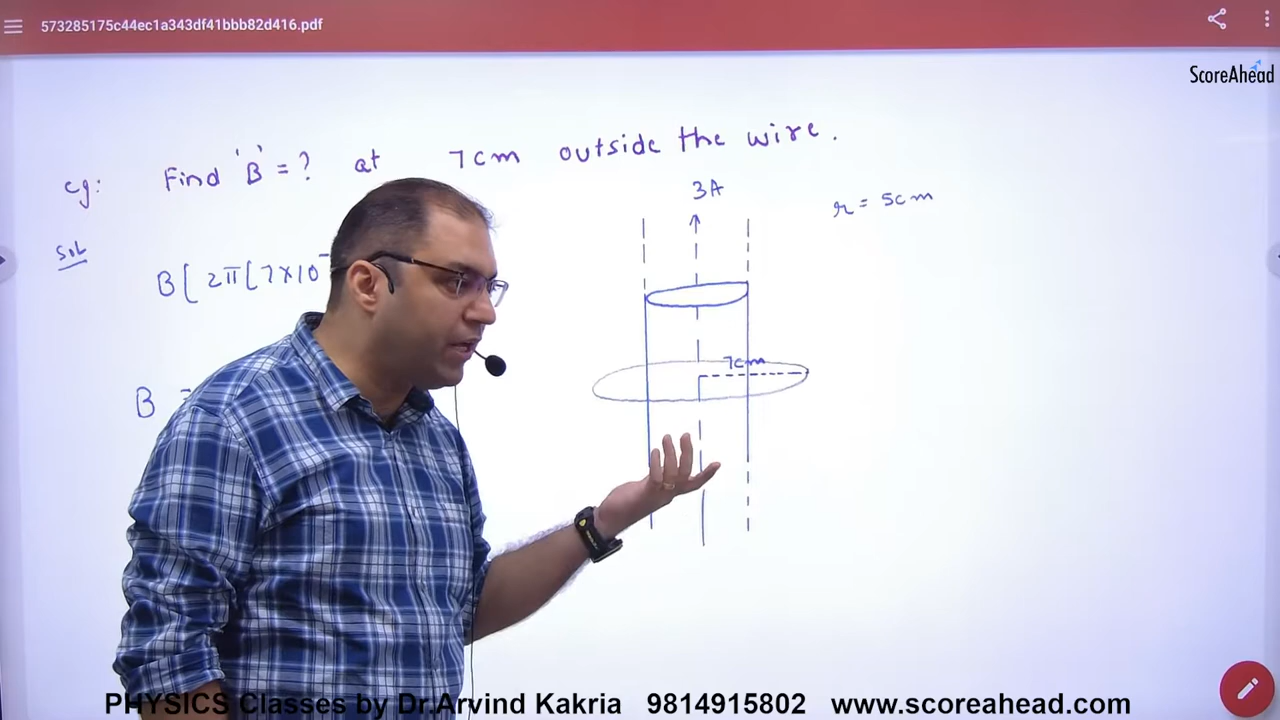 573285175c44ec1a343df41bbb82d416.pdf
ScoreAhead
eg: Find 'B' = ? at 7cm outside the wire.
3A
r = 5cm
Sol
B[2π[7×10⁻
7cm
B =
PHYSICS Classes by Dr.Arvind Kakria 9814915802 www.scoreahead.com